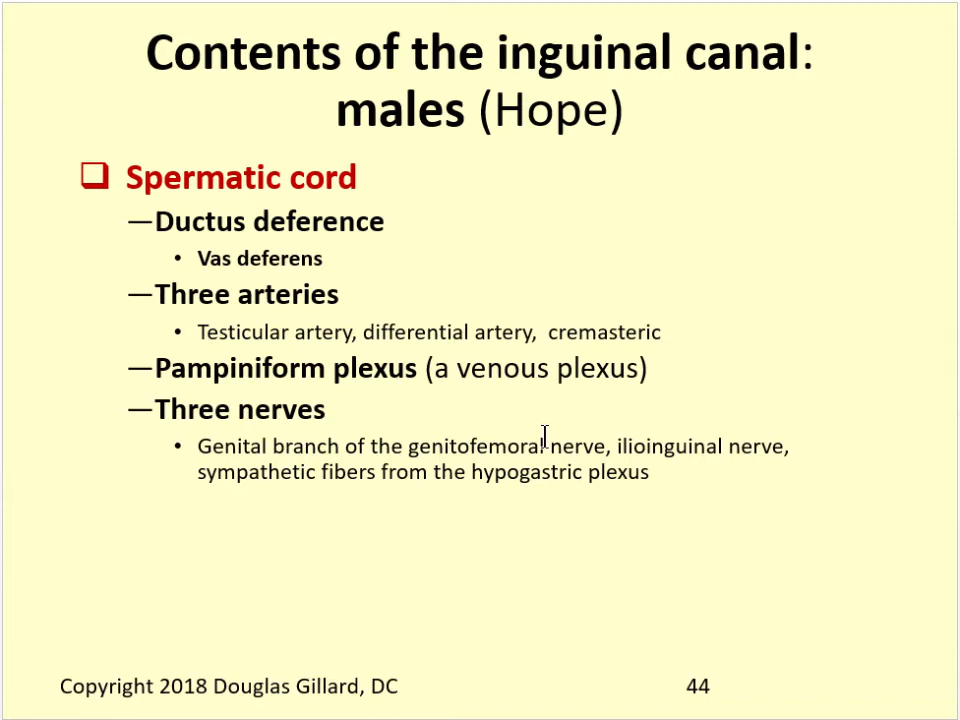 Contents of the inguinal canal:
males (Hope)
❑ Spermatic cord
—Ductus deference
• Vas deferens
—Three arteries
• Testicular artery, differential artery, cremasteric
—Pampiniform plexus (a venous plexus)
—Three nerves
• Genital branch of the genitofemoral nerve, ilioinguinal nerve,
sympathetic fibers from the hypogastric plexus
Copyright 2018 Douglas Gillard, DC 44